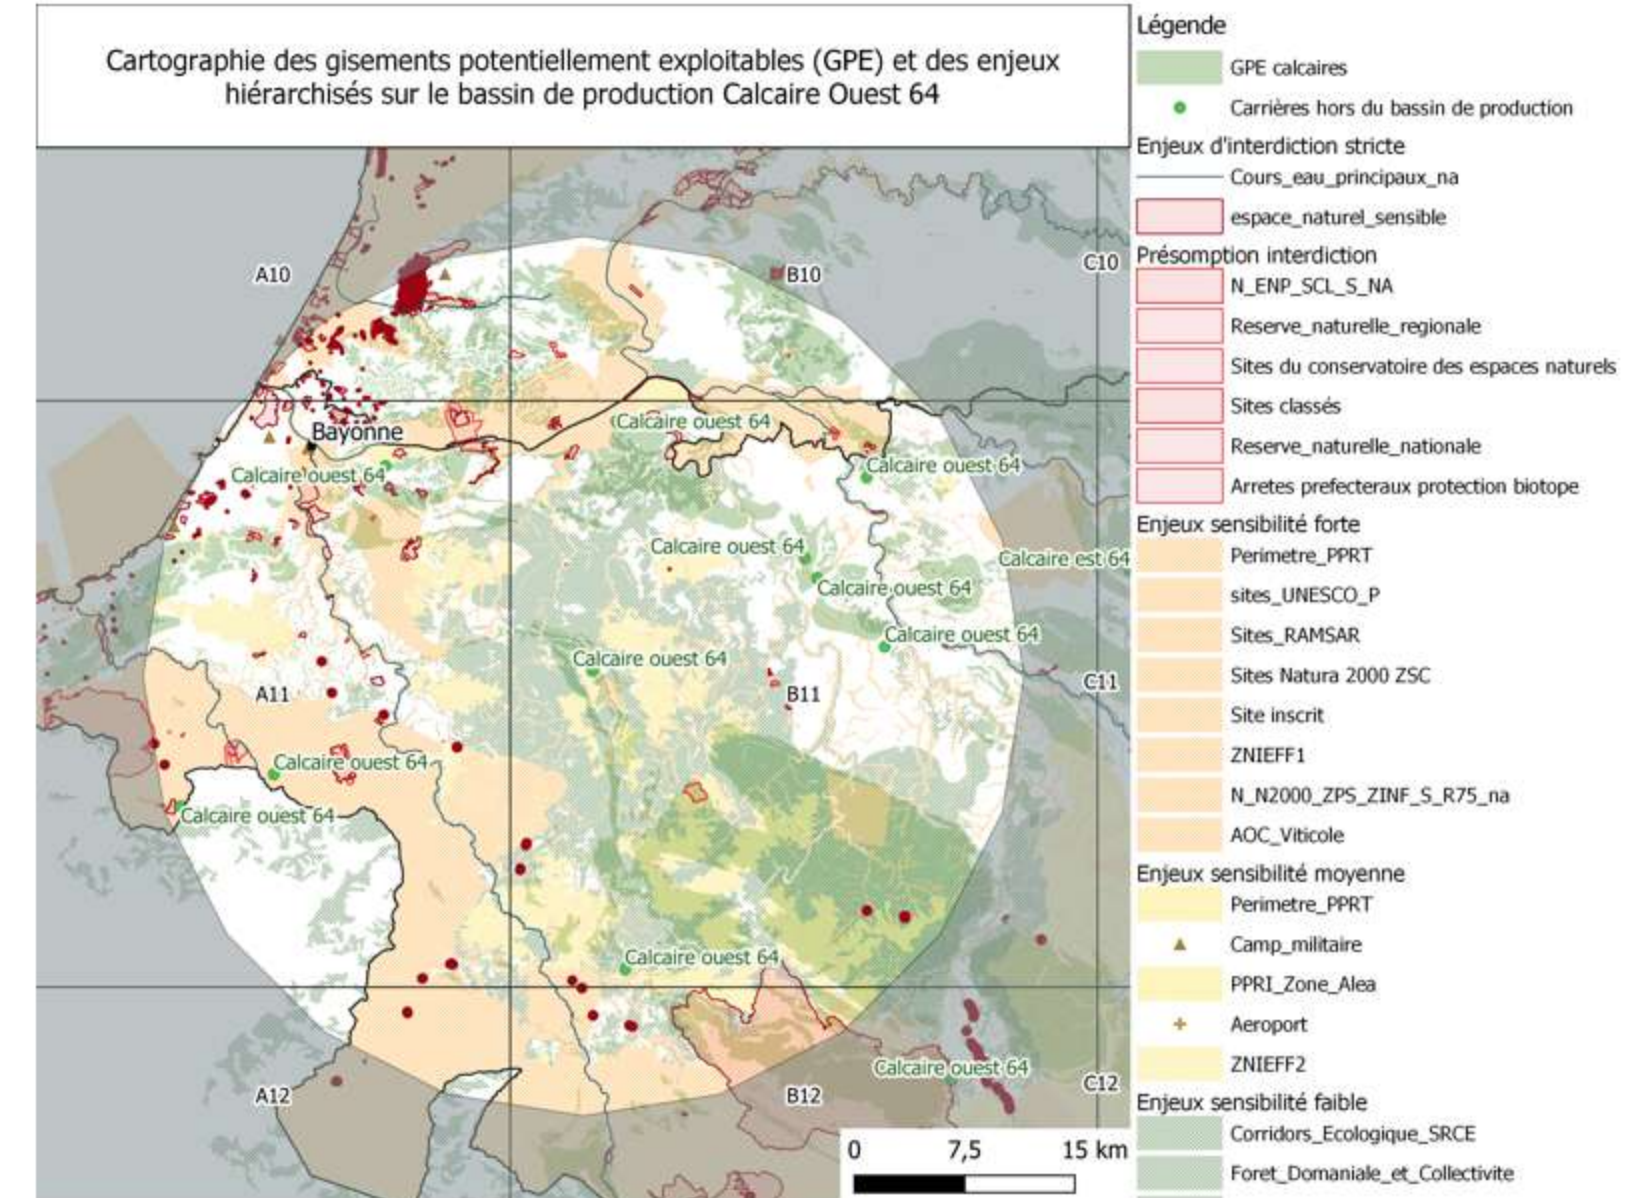 Cartographie des gisements potentiellement exploitables (GPE) et des enjeux
hiérarchisés sur le bassin de production Calcaire Ouest 64
A10
B10
C10
Calcaire ouest 64
Bayonne
Calcaire ouest 64
Calcaire ouest 64
Calcaire ouest 64
Calcaire est 64
Calcaire ouest 64
Calcaire ouest 64
Calcaire ouest 64
A11
B11
C11
Calcaire ouest 64
Calcaire ouest 64
Calcaire ouest 64
Calcaire ouest 64
A12
B12
C12
0 7,5 15 km
Légende
GPE calcaires
Carrières hors du bassin de production
Enjeux d'interdiction stricte
Cours_eau_principaux_na
espace_naturel_sensible
Présomption interdiction
N_ENP_SCL_S_NA
Reserve_naturelle_regionale
Sites du conservatoire des espaces naturels
Sites classés
Reserve_naturelle_nationale
Arretes prefecteraux protection biotope
Enjeux sensibilité forte
Perimetre_PPRT
sites_UNESCO_P
Sites_RAMSAR
Sites Natura 2000 ZSC
Site inscrit
ZNIEFF1
N_N2000_ZPS_ZINF_S_R75_na
AOC_Viticole
Enjeux sensibilité moyenne
Perimetre_PPRT
Camp_militaire
PPRI_Zone_Alea
Aeroport
ZNIEFF2
Enjeux sensibilité faible
Corridors_Ecologique_SRCE
Foret_Domaniale_et_Collectivite